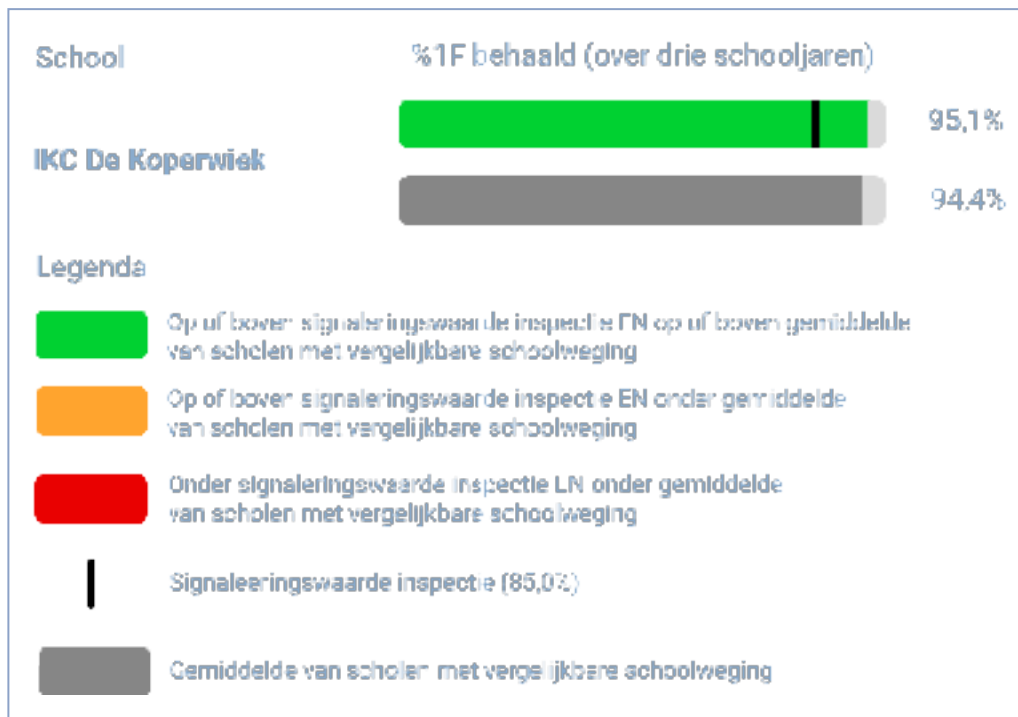 School
%1F behaald (over drie schooljaren)
95,1%
IKC De Koperwiek
94,4%
Legenda
Op of boven signaleringswaarde inspectie EN op of boven gemiddelde
van scholen met vergelijkbare schoolweging
Op of boven signaleringswaarde inspectie EN onder gemiddelde
van scholen met vergelijkbare schoolweging
Onder signaleringswaarde inspectie EN onder gemiddelde
van scholen met vergelijkbare schoolweging
Signaleeringswaarde inspectie (85,0%)
Gemiddelde van scholen met vergelijkbare schoolweging